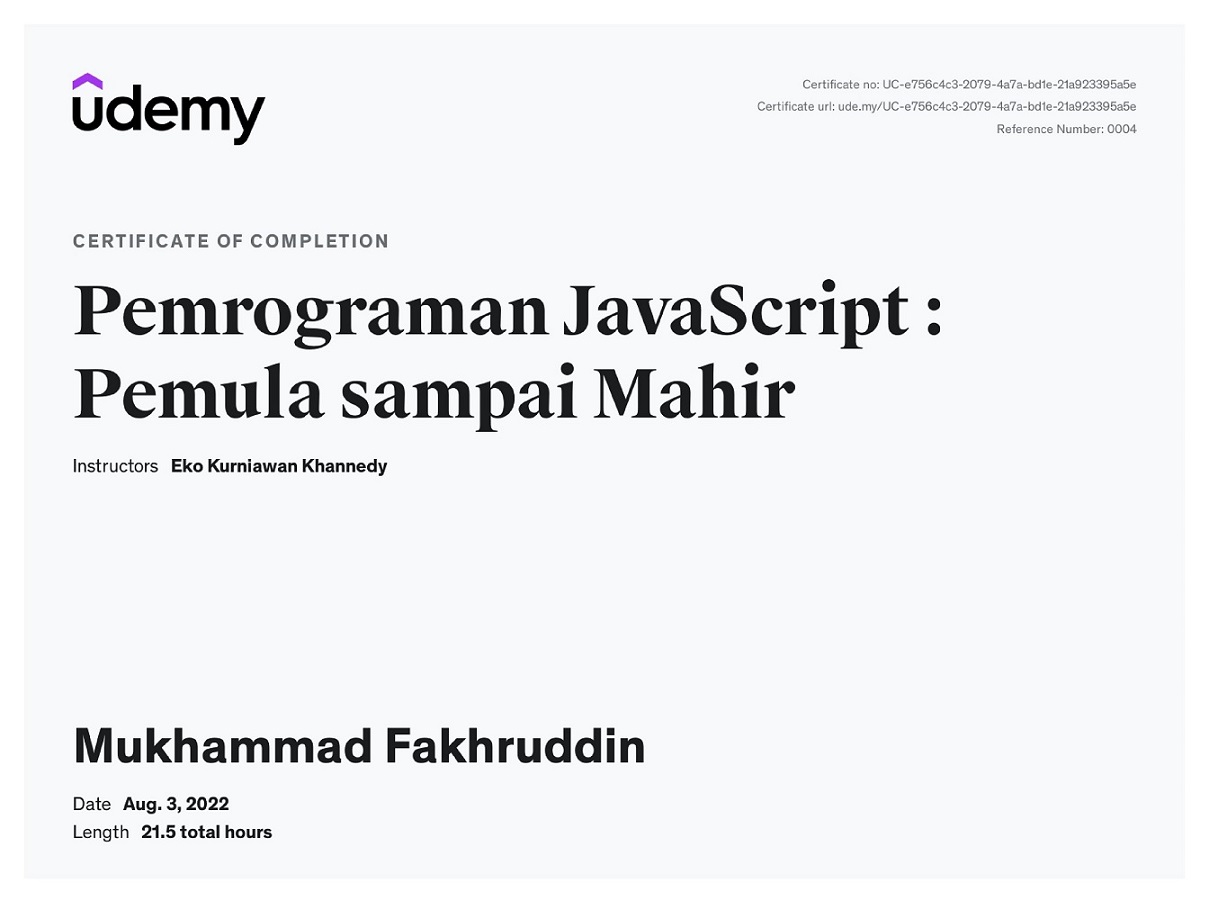 udemy
Certificate no: UC-e756c4c3-2079-4a7a-bd1e-21a923395a5e
Certificate url: ude.my/UC-e756c4c3-2079-4a7a-bd1e-21a923395a5e
Reference Number: 0004
CERTIFICATE OF COMPLETION
Pemrograman JavaScript :
Pemula sampai Mahir
Instructors Eko Kurniawan Khannedy
Mukhammad Fakhruddin
Date Aug. 3, 2022
Length 21.5 total hours